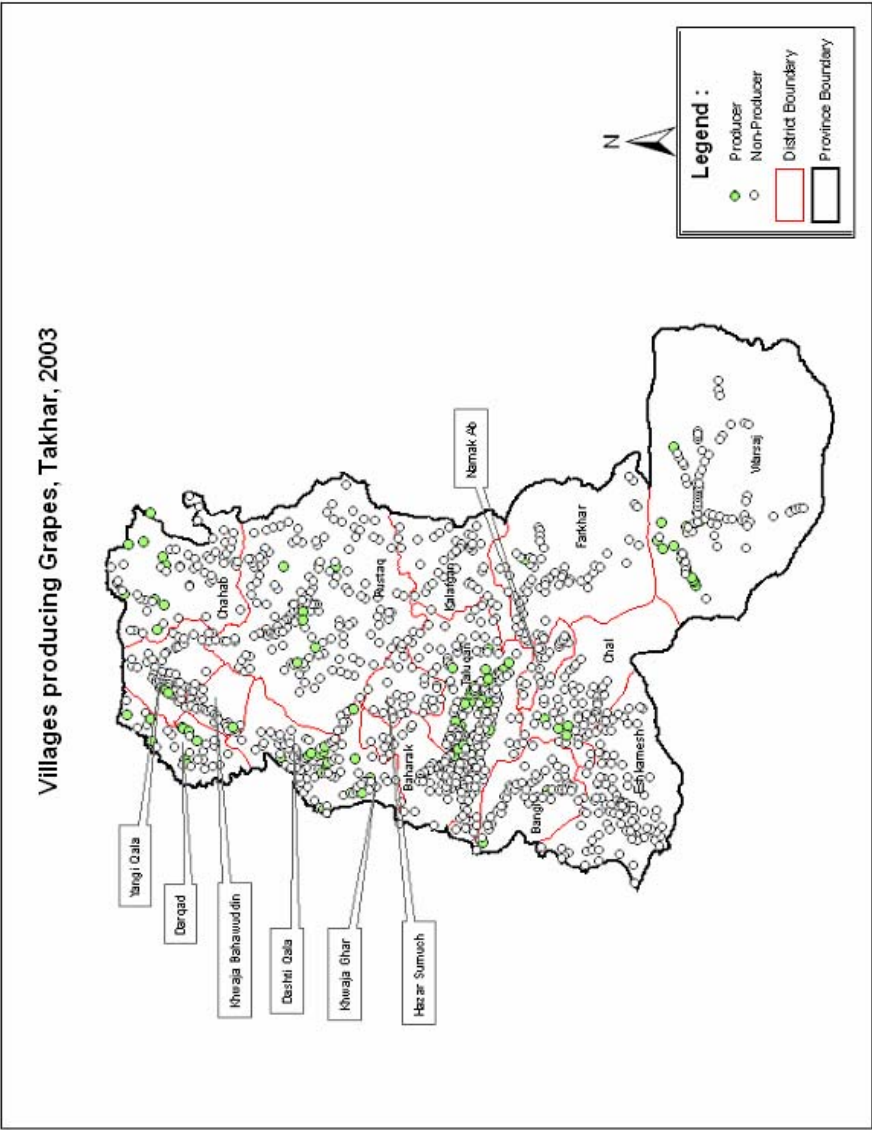 Villages producing Grapes, Takhar, 2003
N
Legend :
Producer
Non-Producer
District Boundary
Province Boundary
Yangi Qala
Darqad
Khwaja Bahawuddin
Dashti Qala
Khwaja Ghar
Hazar Sumuch
Namak Ab
Chahab
Rustaq
Kalafgan
Taluqan
Baharak
Bangi
Eshkamesh
Chal
Farkhar
Warsaj